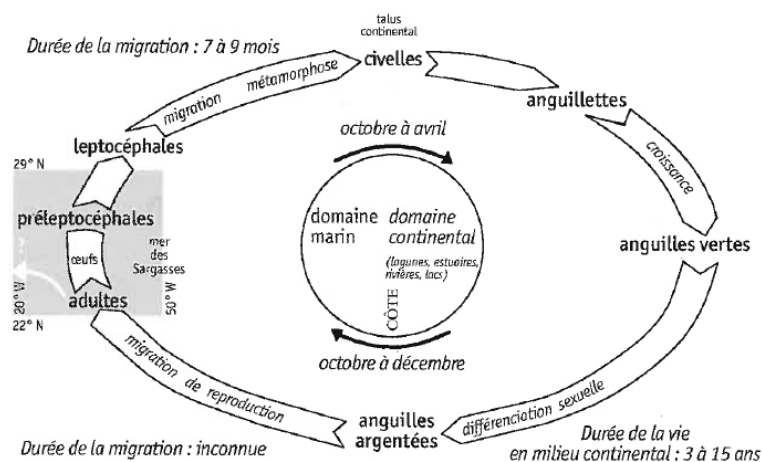 talus
continental
Durée de la migration : 7 à 9 mois
civelles
migration métamorphose
anguillettes
leptocéphales
octobre à avril
croissance
29° N
préleptocéphales
domaine
marin
domaine
continental
(lagunes, estuaires,
rivières, lacs)
anguilles vertes
mer
des
Sargasses
œufs
adultes
20° W
50° W
22° N
CÔTE
octobre à décembre
migration de reproduction
différenciation sexuelle
anguilles
argentées
Durée de la migration : inconnue
Durée de la vie
en milieu continental : 3 à 15 ans